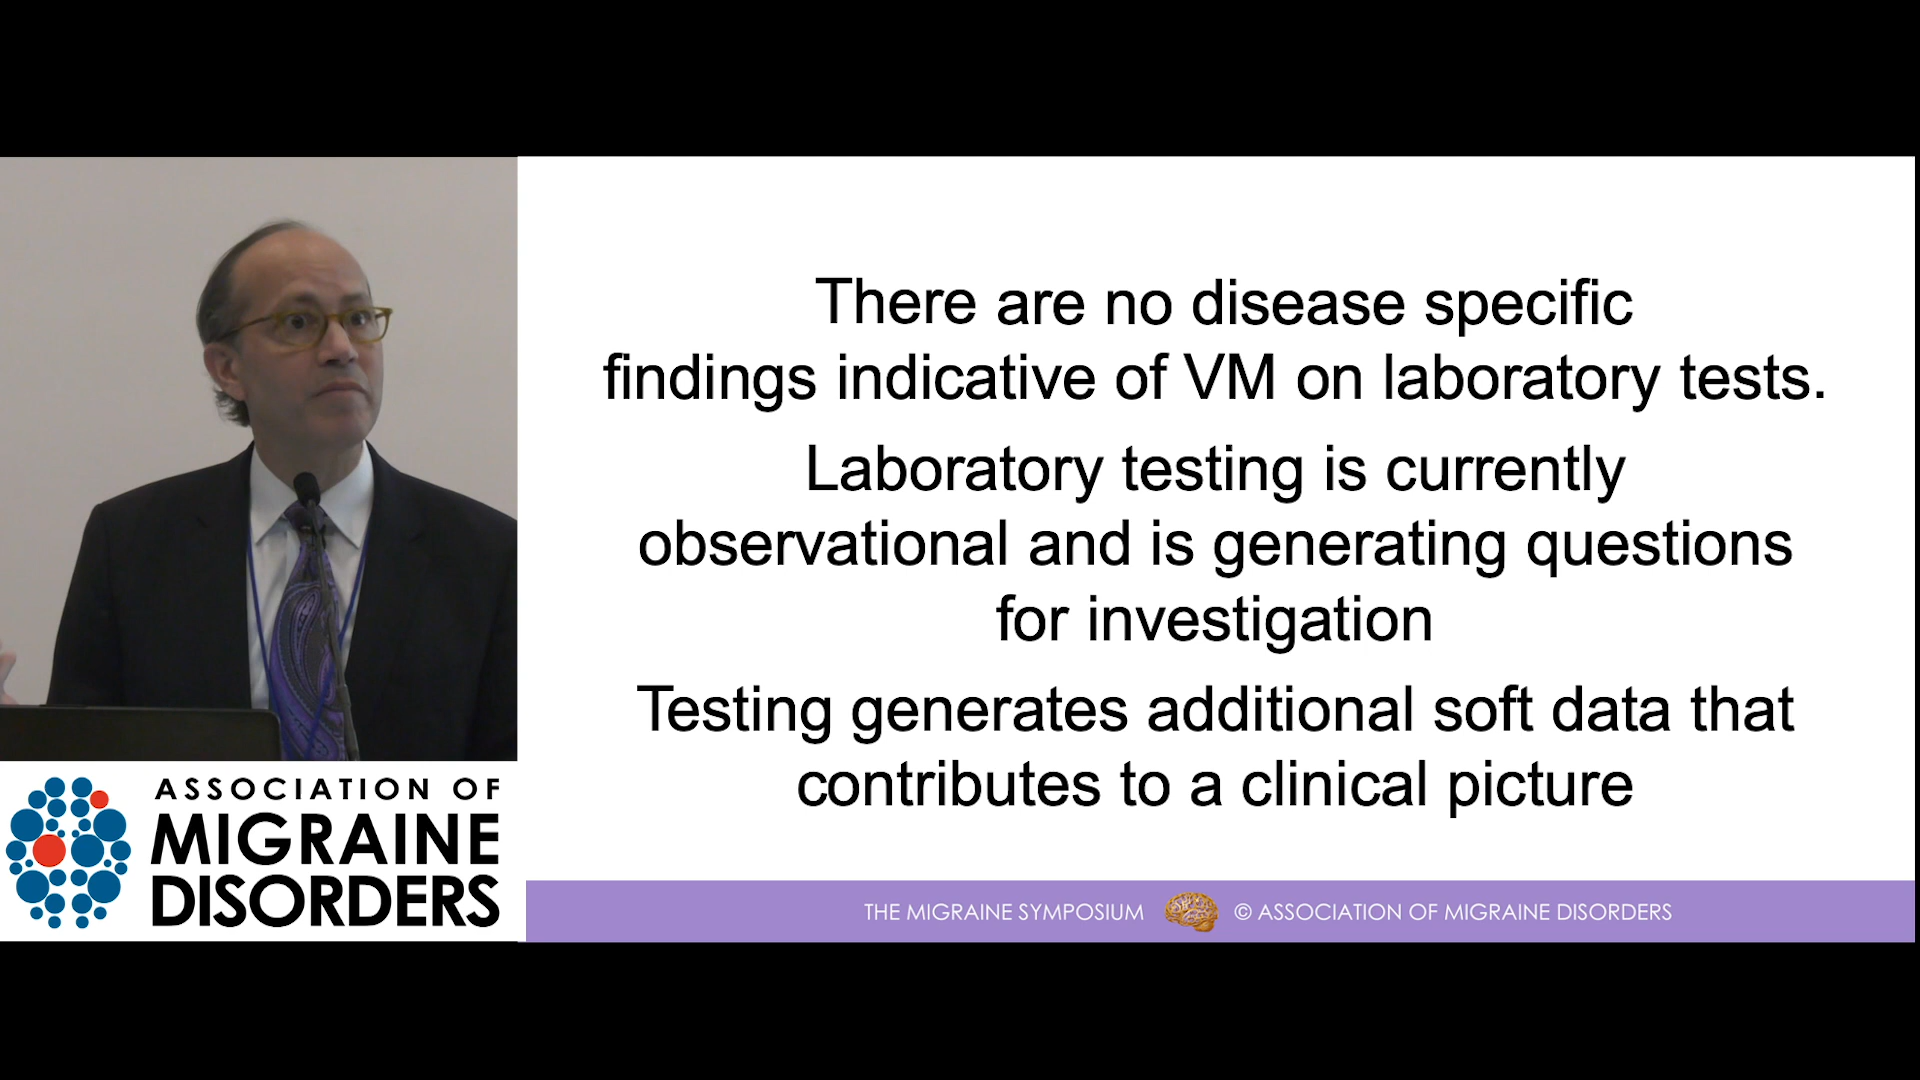 There are no disease specific
findings indicative of VM on laboratory tests.
Laboratory testing is currently
observational and is generating questions
for investigation
Testing generates additional soft data that
contributes to a clinical picture
ASSOCIATION OF
MIGRAINE
DISORDERS
THE MIGRAINE SYMPOSIUM © ASSOCIATION OF MIGRAINE DISORDERS